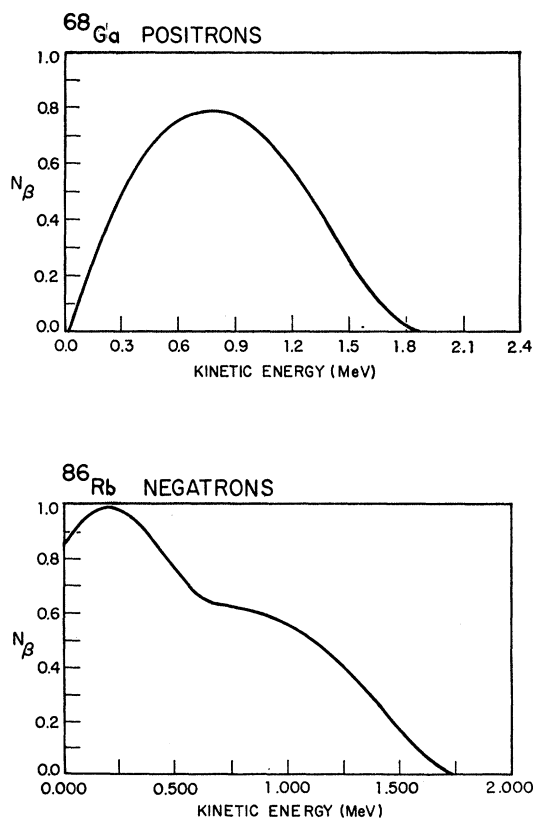 68Ga POSITRONS
1.0
0.8
0.6
Nβ
0.4
0.2
0.0
0.0 0.3 0.6 0.9 1.2 1.5 1.8 2.1 2.4
KINETIC ENERGY (MeV)
86Rb NEGATRONS
1.0
0.8
0.6
Nβ
0.4
0.2
0.0
0.000 0.500 1.000 1.500 2.000
KINETIC ENERGY (MeV)